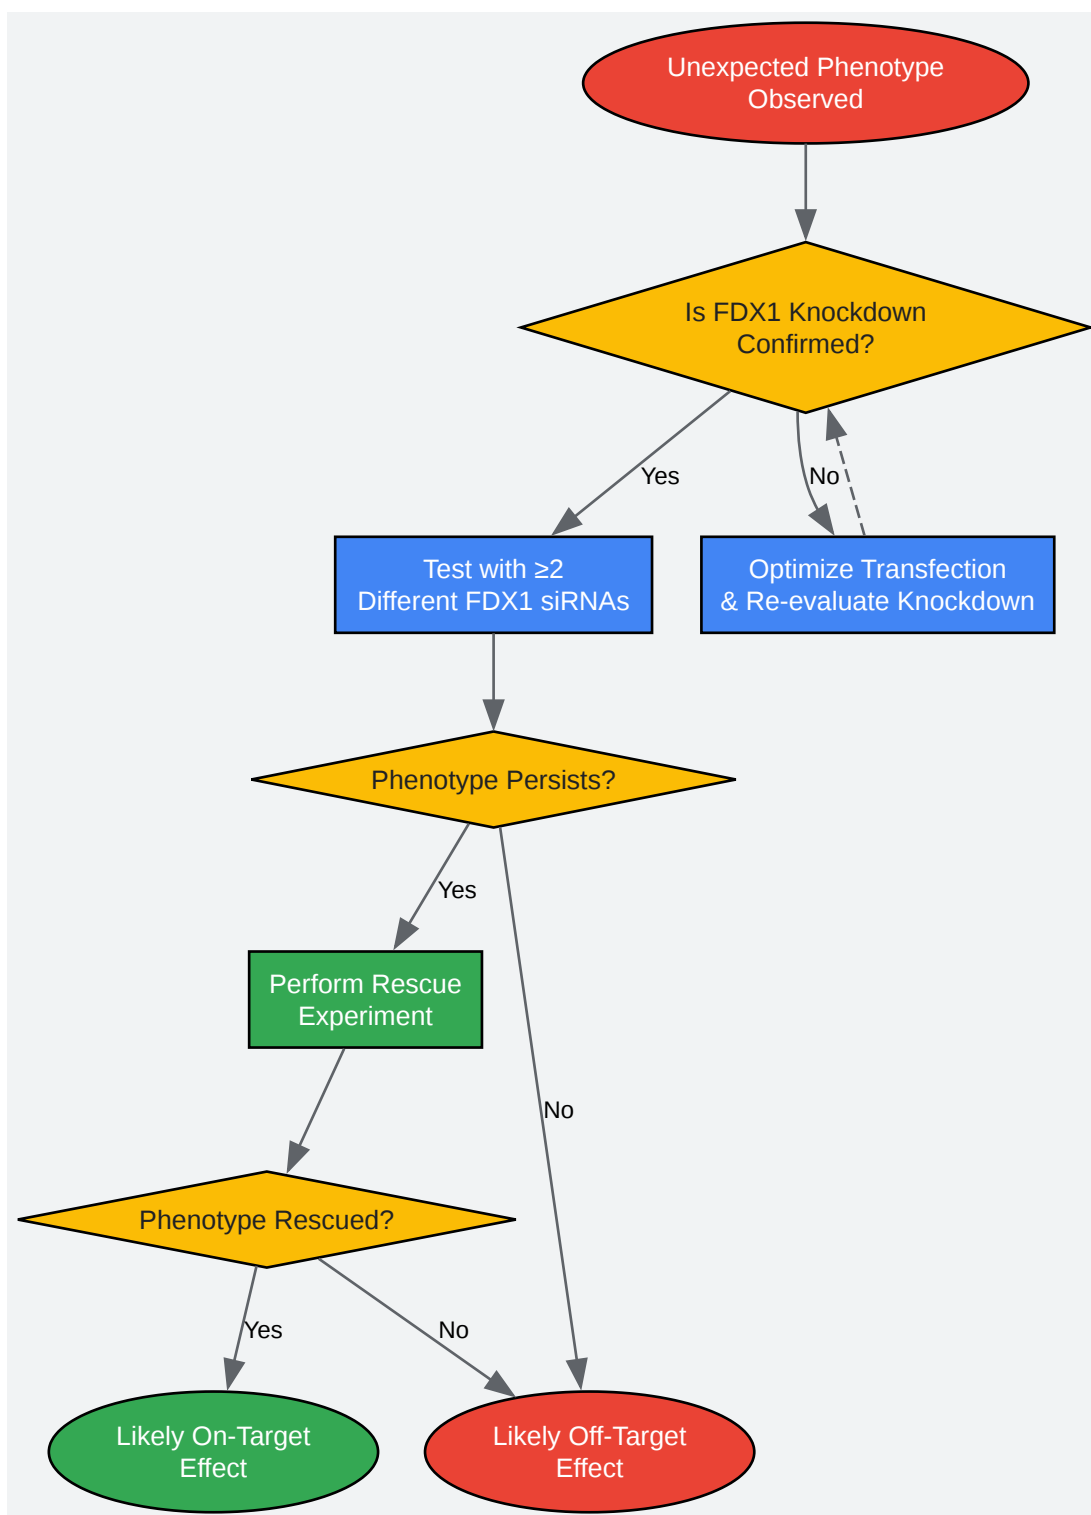 Unexpected Phenotype
Observed
Is FDX1 Knockdown
Confirmed?
Yes
No
Test with ≥2
Different FDX1 siRNAs
Optimize Transfection
& Re-evaluate Knockdown
Phenotype Persists?
Yes
Perform Rescue
Experiment
No
Phenotype Rescued?
Yes
No
Likely On-Target
Effect
Likely Off-Target
Effect